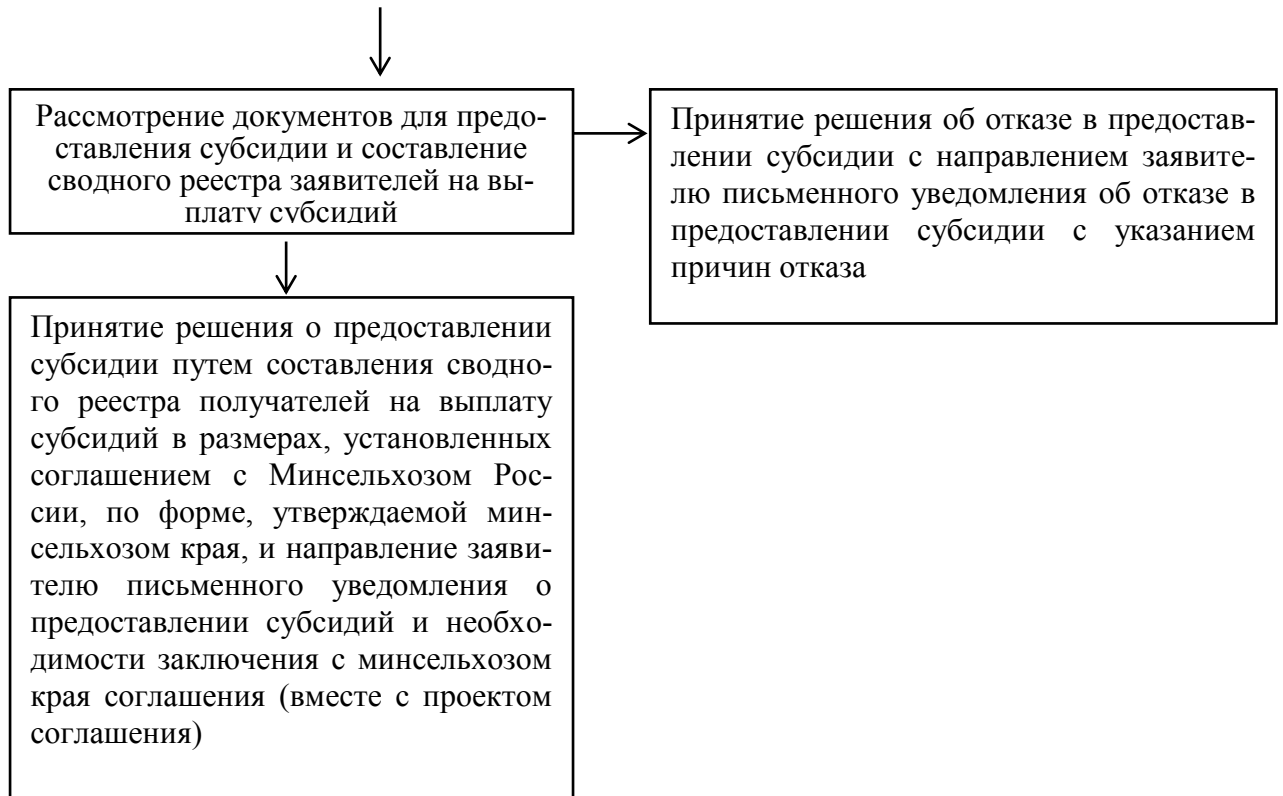 Рассмотрение документов для предо-
ставления субсидии и составление
сводного реестра заявителей на вы-
плату субсидий
Принятие решения об отказе в предостав-
лении субсидии с направлением заявите-
лю письменного уведомления об отказе в
предоставлении субсидии с указанием
причин отказа
Принятие решения о предоставлении
субсидии путем составления сводно-
го реестра получателей на выплату
субсидий в размерах, установленных
соглашением с Минсельхозом Рос-
сии, по форме, утверждаемой мин-
сельхозом края, и направление заяви-
телю письменного уведомления о
предоставлении субсидий и необхо-
димости заключения с минсельхозом
края соглашения (вместе с проектом
соглашения)